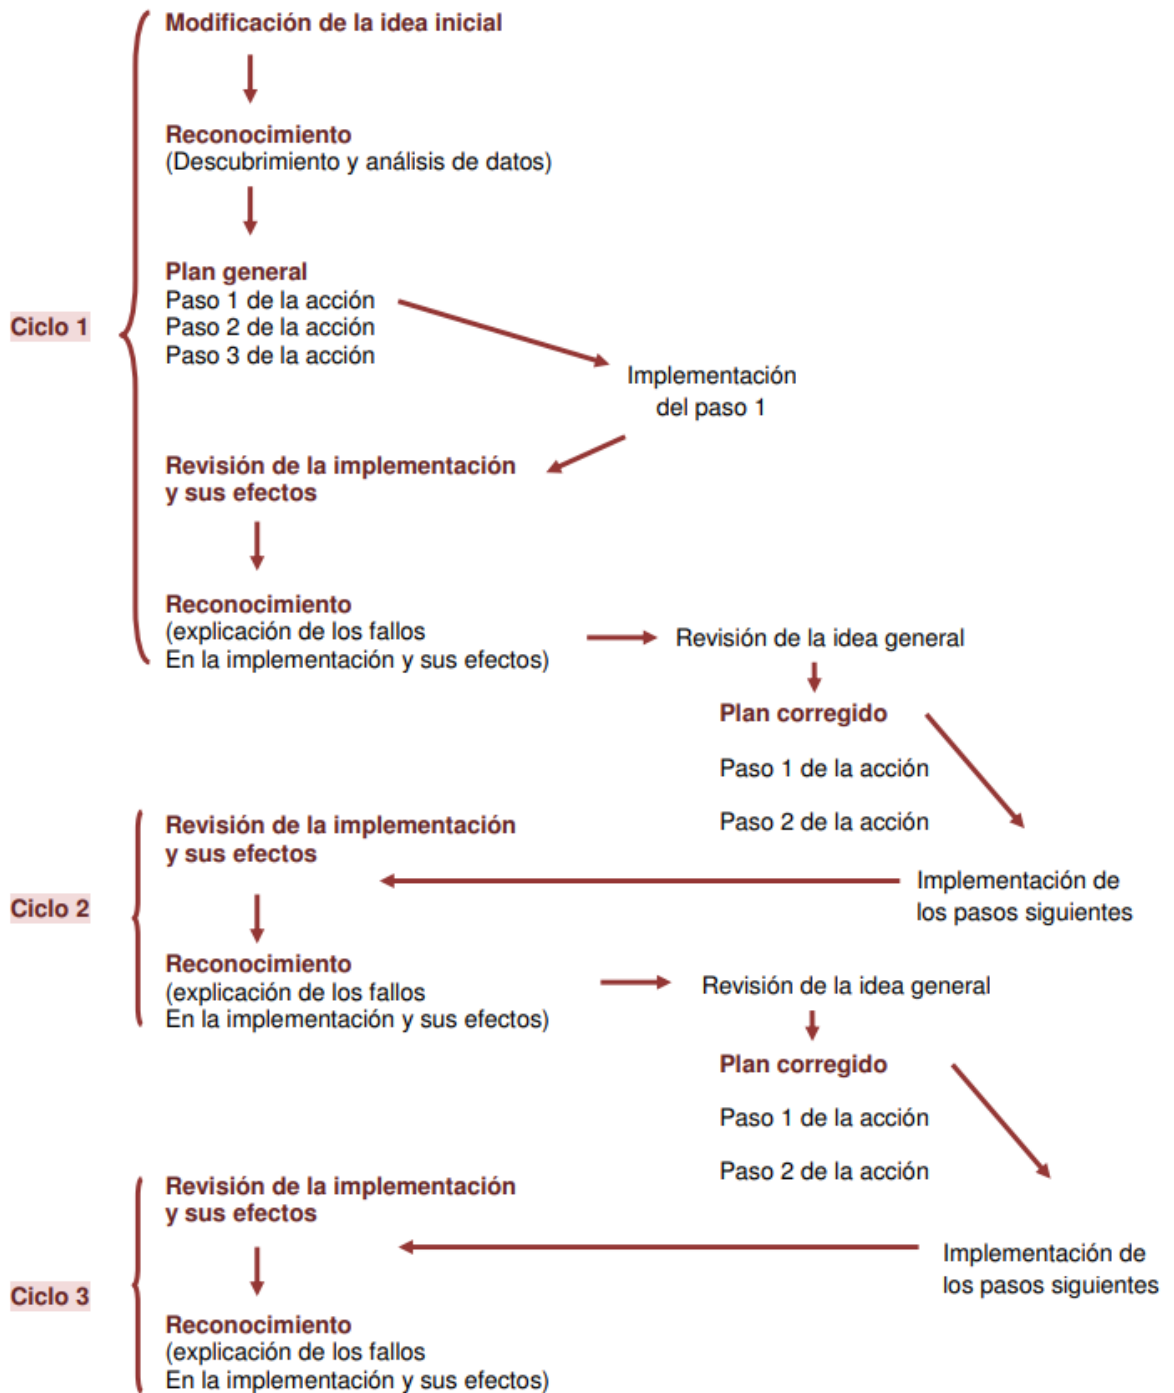 Modificación de la idea inicial
Reconocimiento
(Descubrimiento y análisis de datos)
Plan general
Paso 1 de la acción
Ciclo 1
Paso 2 de la acción
Paso 3 de la acción
Implementación
del paso 1
Revisión de la implementación
y sus efectos
Reconocimiento
(explicación de los fallos
En la implementación y sus efectos)
Revisión de la idea general
Plan corregido
Paso 1 de la acción
Paso 2 de la acción
Implementación de
los pasos siguientes
Ciclo 2
Revisión de la implementación
y sus efectos
Reconocimiento
(explicación de los fallos
En la implementación y sus efectos)
Revisión de la idea general
Plan corregido
Paso 1 de la acción
Paso 2 de la acción
Implementación de
los pasos siguientes
Ciclo 3
Revisión de la implementación
y sus efectos
Reconocimiento
(explicación de los fallos
En la implementación y sus efectos)